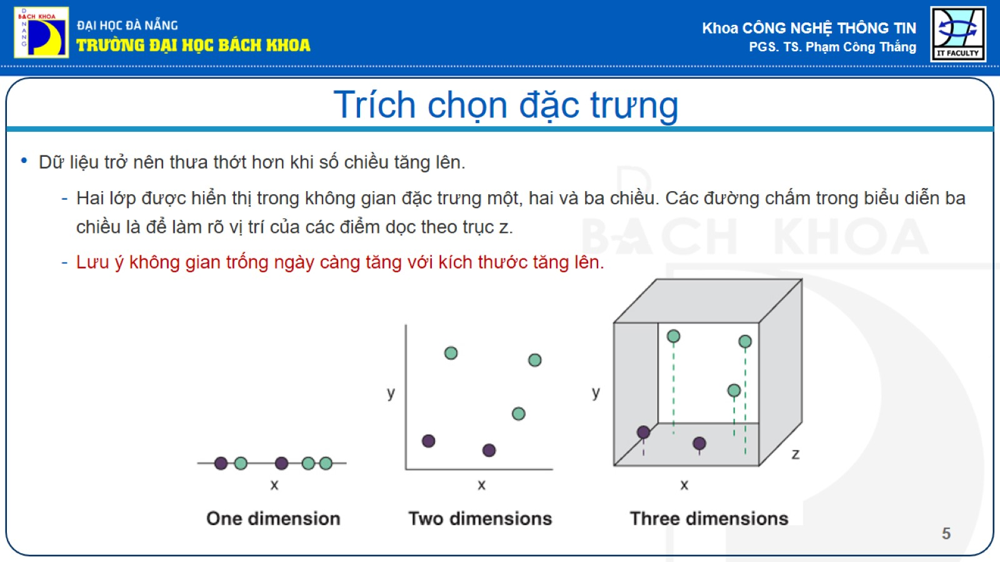 BÁCH KHOA
DANANG
ĐẠI HỌC ĐÀ NẴNG
TRƯỜNG ĐẠI HỌC BÁCH KHOA
Khoa CÔNG NGHỆ THÔNG TIN
PGS. TS. Phạm Công Thắng
IT FACULTY
Trích chọn đặc trưng
• Dữ liệu trở nên thưa thớt hơn khi số chiều tăng lên.
- Hai lớp được hiển thị trong không gian đặc trưng một, hai và ba chiều. Các đường chấm trong biểu diễn ba
chiều là để làm rõ vị trí của các điểm dọc theo trục z.
- Lưu ý không gian trống ngày càng tăng với kích thước tăng lên.
D
BÁCH KHOA
x
One dimension
y
x
Two dimensions
y
z
x
Three dimensions
5